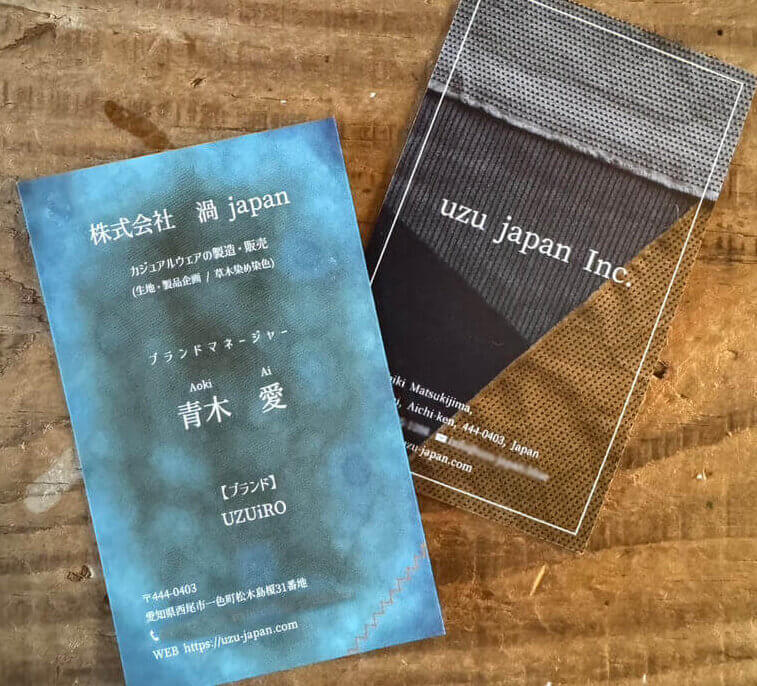 株式会社 渦 japan
カジュアルウェアの製造・販売
(生地・製品企画 / 草木染め染色)
ブランドマネージャー
Aoki Ai
青木 愛
【ブランド】
UZUiRO
〒444-0403
愛知県西尾市一色町松木島榎31番地
WEB https://uzu-japan.com
uzu japan Inc.
iki Matsukijima,
i, Aichi-ken, 444-0403, Japan
uzu-japan.com